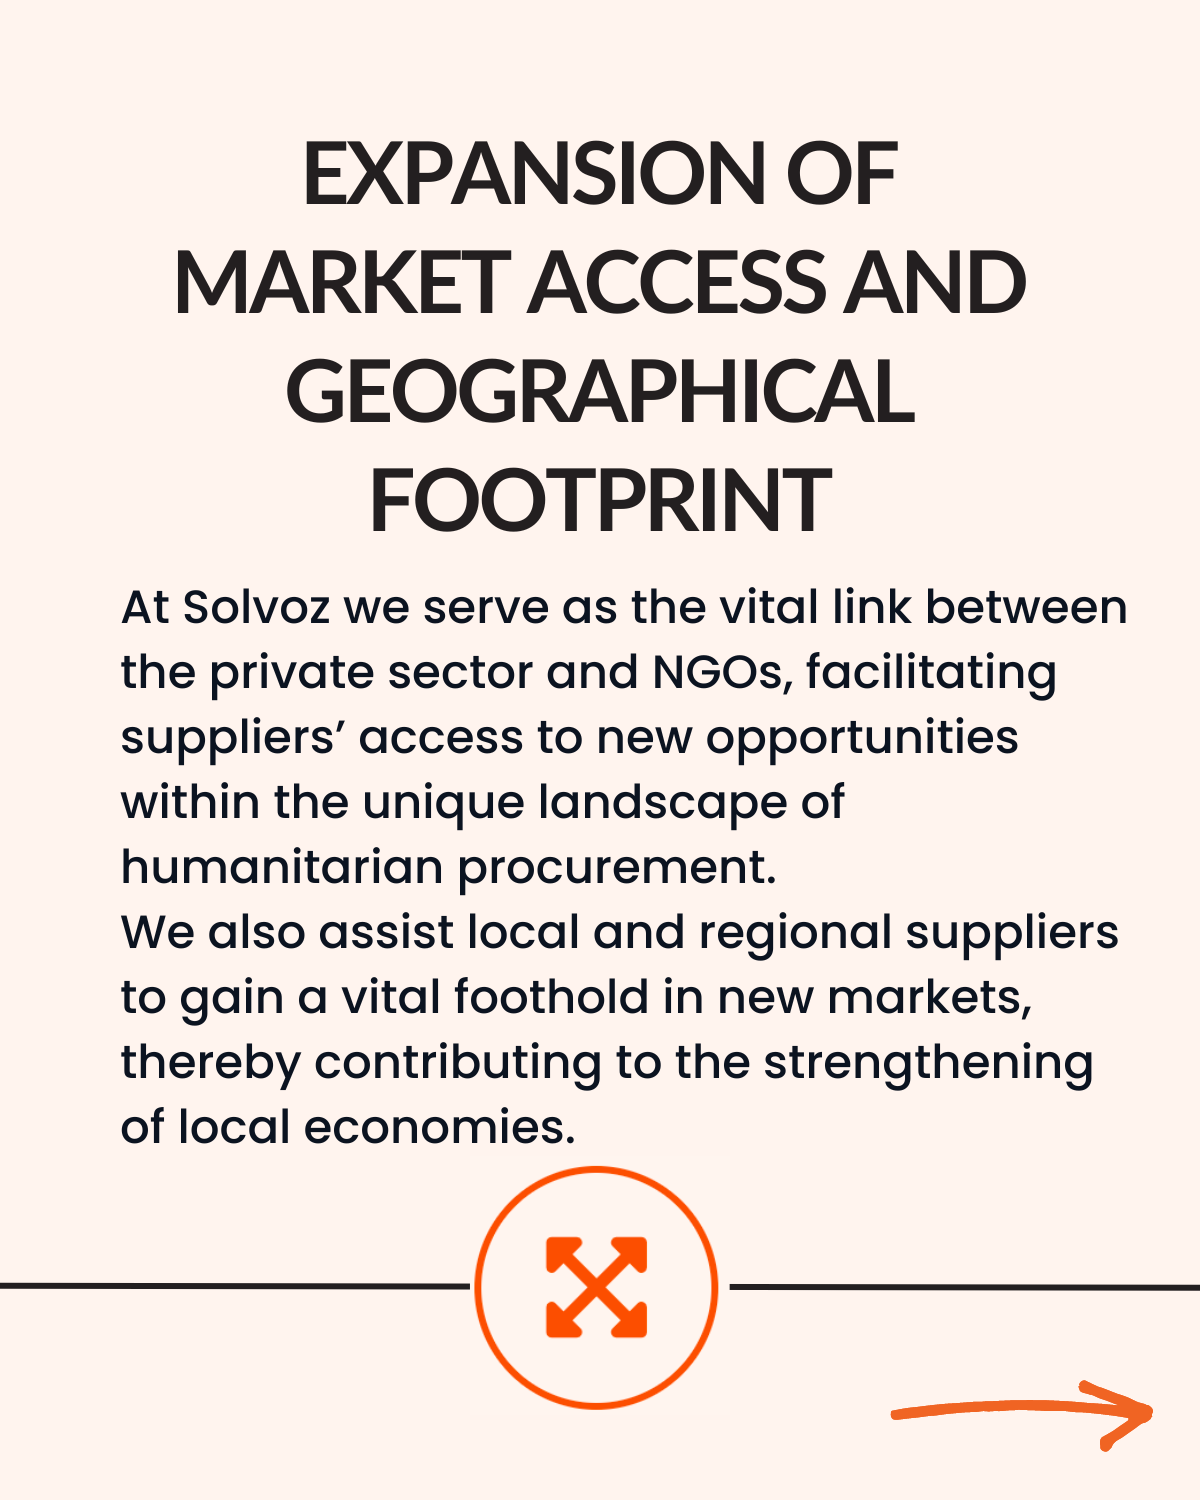 EXPANSION OF
MARKET ACCESS AND
GEOGRAPHICAL
FOOTPRINT
At Solvoz we serve as the vital link between
the private sector and NGOs, facilitating
suppliers’ access to new opportunities
within the unique landscape of
humanitarian procurement.
We also assist local and regional suppliers
to gain a vital foothold in new markets,
thereby contributing to the strengthening
of local economies.